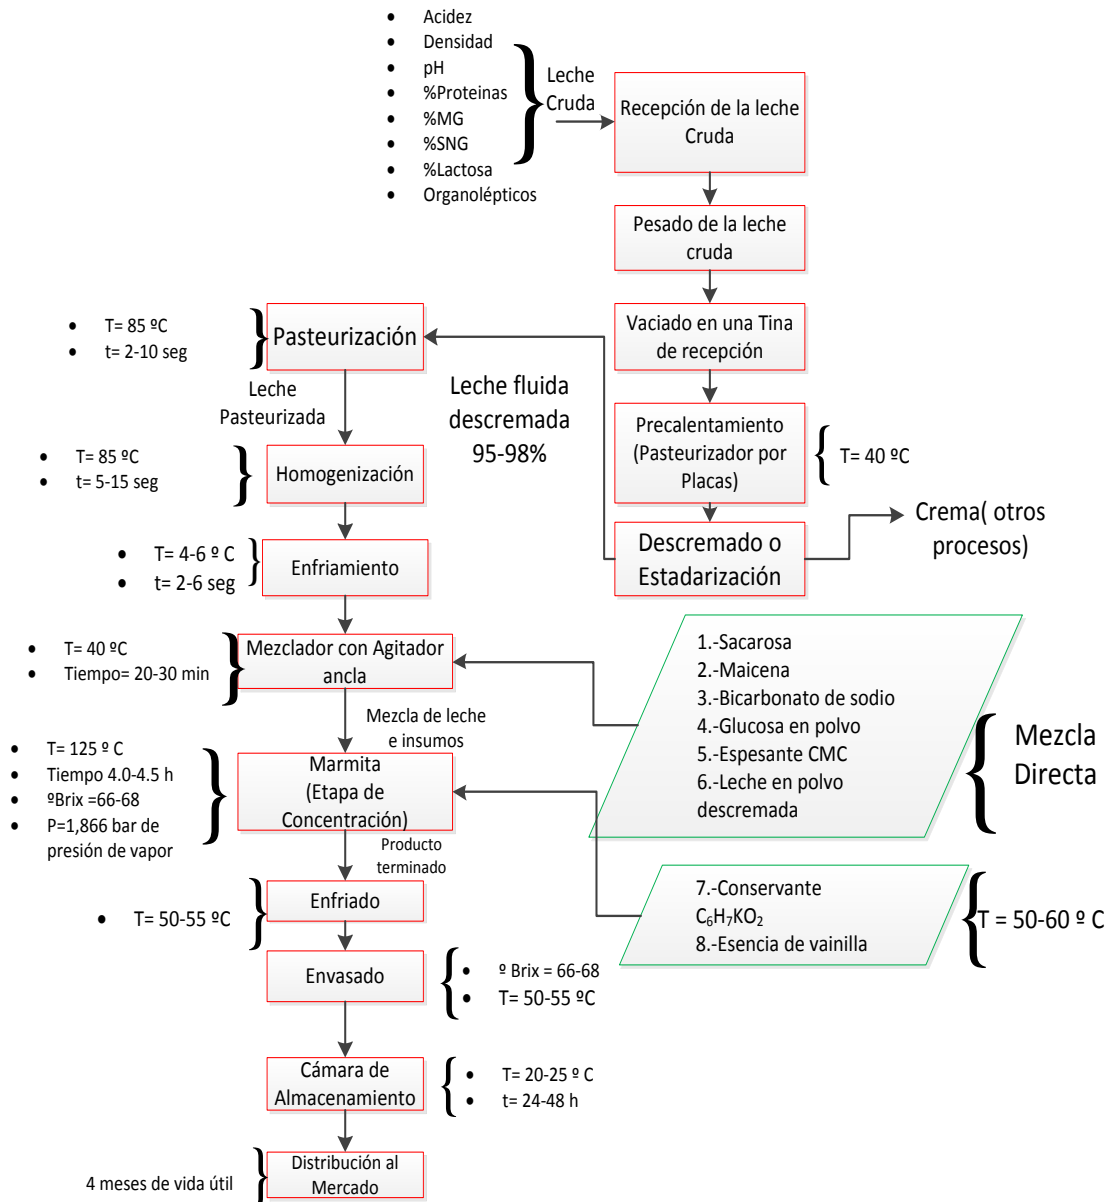 Acidez
Densidad
pH
%Proteinas
%MG
%SNG
%Lactosa
Organolépticos
Leche
Cruda
Recepción de la leche
Cruda
Pesado de la leche
cruda
Vaciado en una Tina
de recepción
Precalentamiento
(Pasteurizador por
Placas)
T= 40 ºC
Descremado o
Estadarización
Crema( otros
procesos)
Leche fluida
descremada
95-98%
T= 85 ºC
t= 2-10 seg
Pasteurización
Leche
Pasteurizada
T= 85 ºC
t= 5-15 seg
Homogenización
T= 4-6 º C
t= 2-6 seg
Enfriamiento
T= 40 ºC
Tiempo= 20-30 min
Mezclador con Agitador
ancla
1.-Sacarosa
2.-Maicena
3.-Bicarbonato de sodio
4.-Glucosa en polvo
5.-Espesante CMC
6.-Leche en polvo
descremada
Mezcla
Directa
Mezcla de leche
e insumos
T= 125 º C
Tiempo 4.0-4.5 h
ºBrix =66-68
P=1,866 bar de
presión de vapor
Marmita
(Etapa de
Concentración)
7.-Conservante
C₆H₇KO₂
8.-Esencia de vainilla
T = 50-60 º C
Producto
terminado
T= 50-55 ºC
Enfriado
Envasado
º Brix = 66-68
T= 50-55 ºC
Cámara de
Almacenamiento
T= 20-25 º C
t= 24-48 h
4 meses de vida útil
Distribución al
Mercado